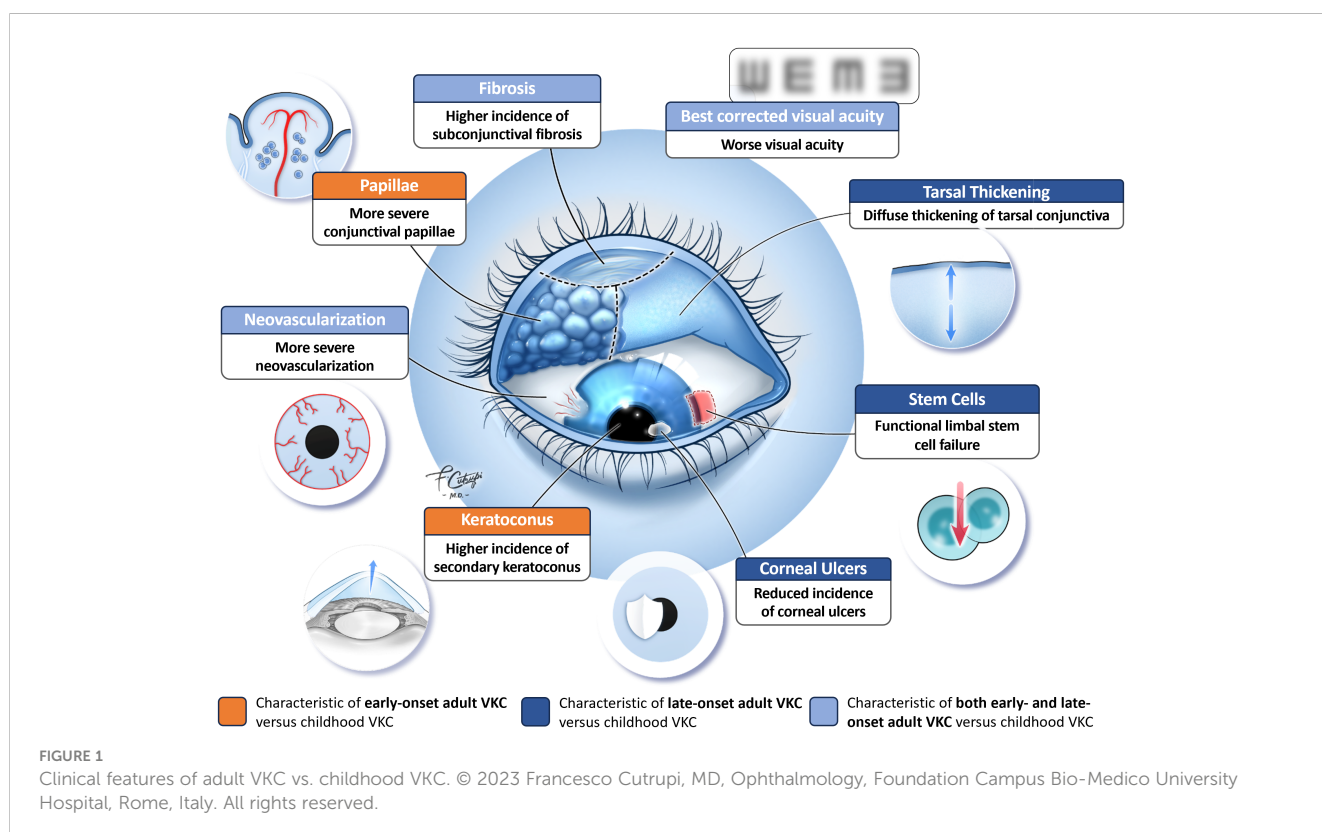 W E M 3
Fibrosis
Higher incidence of
subconjunctival fibrosis
Best corrected visual acuity
Worse visual acuity
Papillae
More severe
conjunctival papillae
Tarsal Thickening
Diffuse thickening of tarsal conjunctiva
Neovascularization
More severe
neovascularization
Stem Cells
Functional limbal stem
cell failure
F. Cutrupi
- M.D. -
Keratoconus
Higher incidence of
secondary keratoconus
Corneal Ulcers
Reduced incidence
of corneal ulcers
Characteristic of early-onset adult VKC
versus childhood VKC
Characteristic of late-onset adult VKC
versus childhood VKC
Characteristic of both early- and late-
onset adult VKC versus childhood VKC
FIGURE 1
Clinical features of adult VKC vs. childhood VKC. © 2023 Francesco Cutrupi, MD, Ophthalmology, Foundation Campus Bio-Medico University
Hospital, Rome, Italy. All rights reserved.